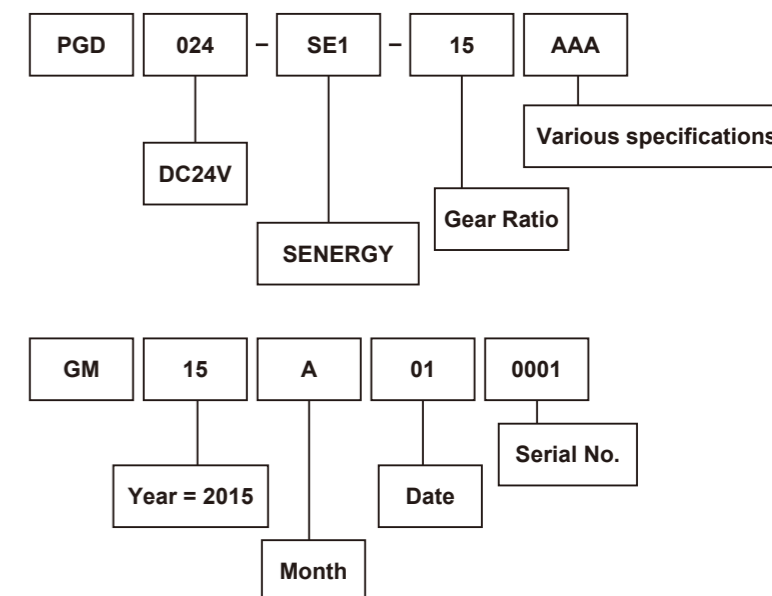 PGD 024 – SE1 – 15 AAA
Various specifications
DC24V
Gear Ratio
SENERGY
GM 15 A 01 0001
Serial No.
Year = 2015
Date
Month